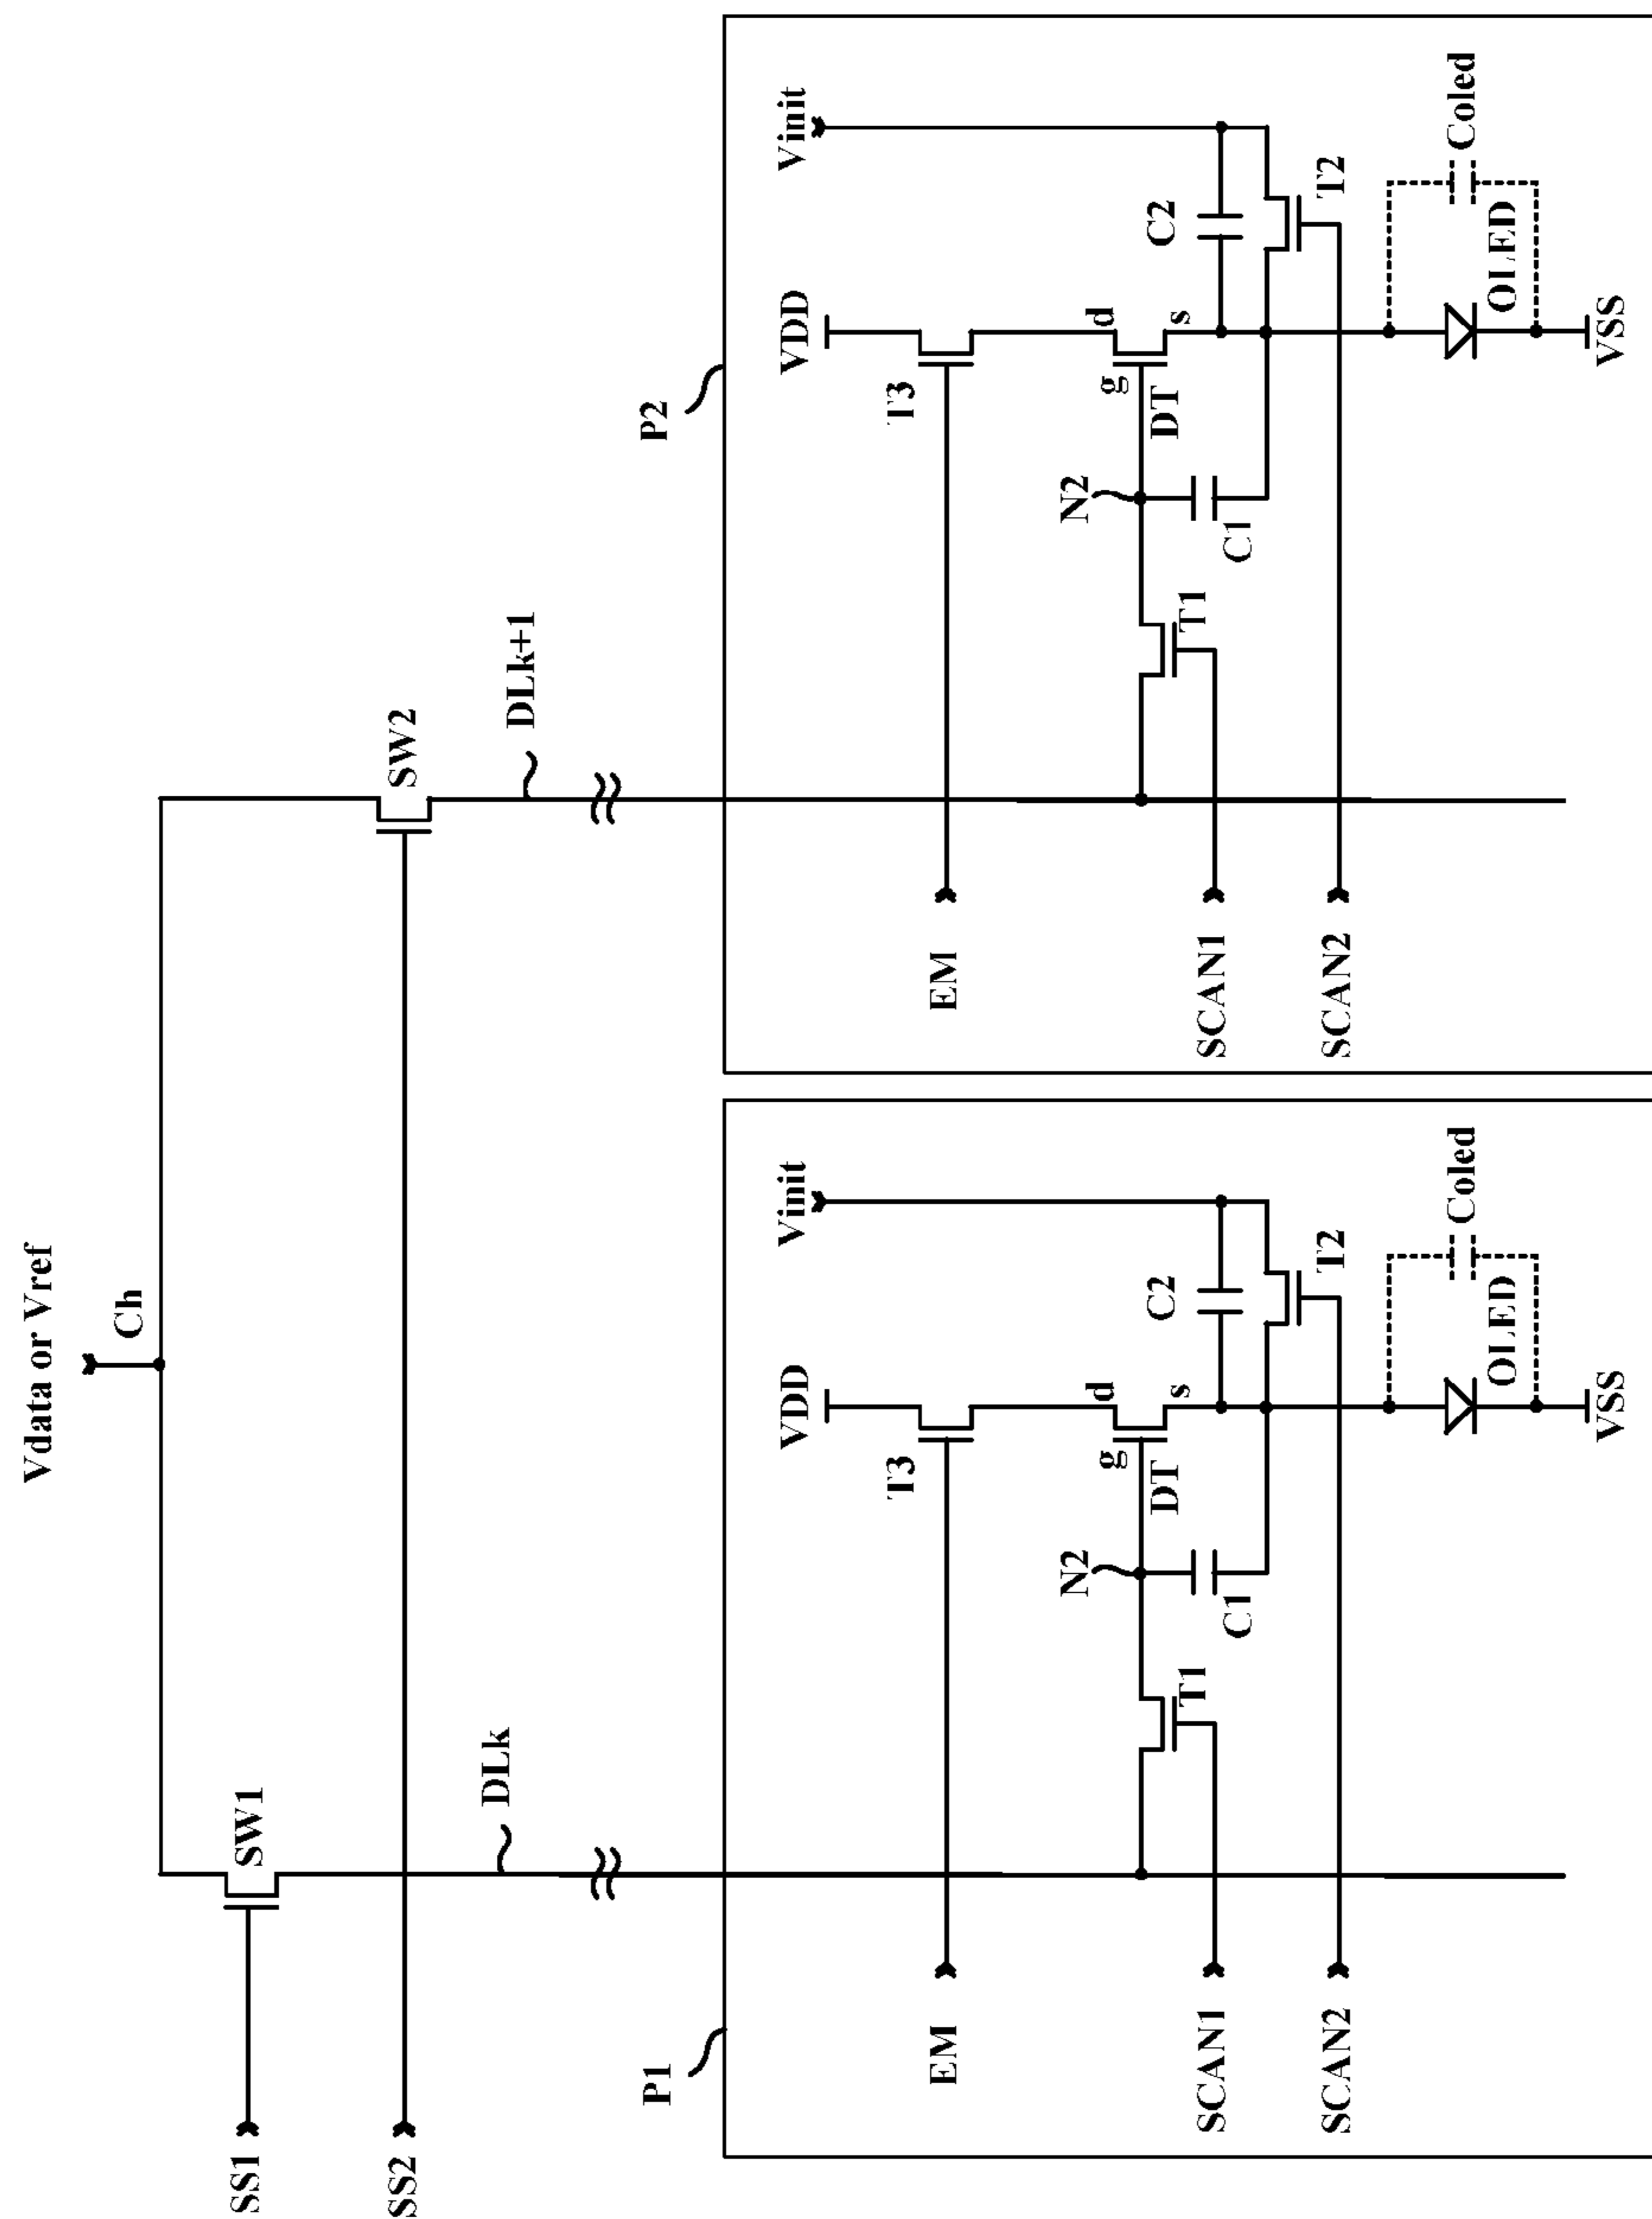 Vdata or Vref
Ch
SS1
SW1
SS2
SW2
DLk
DLk+1
P1
VDD
Vinit
EM
T3
N2
d
g
s
DT
C2
SCAN1
T1
C1
T2
SCAN2
Coled
OLED
VSS
P2
VDD
Vinit
EM
T3
N2
d
g
s
DT
C2
SCAN1
T1
C1
T2
SCAN2
Coled
OLED
VSS